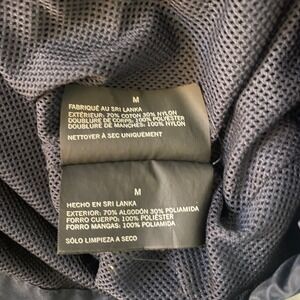 M
FABRIQUÉ AU SRI LANKA
EXTÉRIEUR: 70% COTON 30% NYLON
DOUBLURE DE CORPS: 100% POLYESTER
DOUBLURE DE MANCHES: 100% NYLON
NETTOYER À SEC UNIQUEMENT
M
HECHO EN SRI LANKA
EXTERIOR: 70% ALGODÓN 30% POLIAMIDA
FORRO CUERPO: 100% POLIÉSTER
FORRO MANGAS: 100% POLIAMIDA
SÓLO LIMPIEZA A SECO